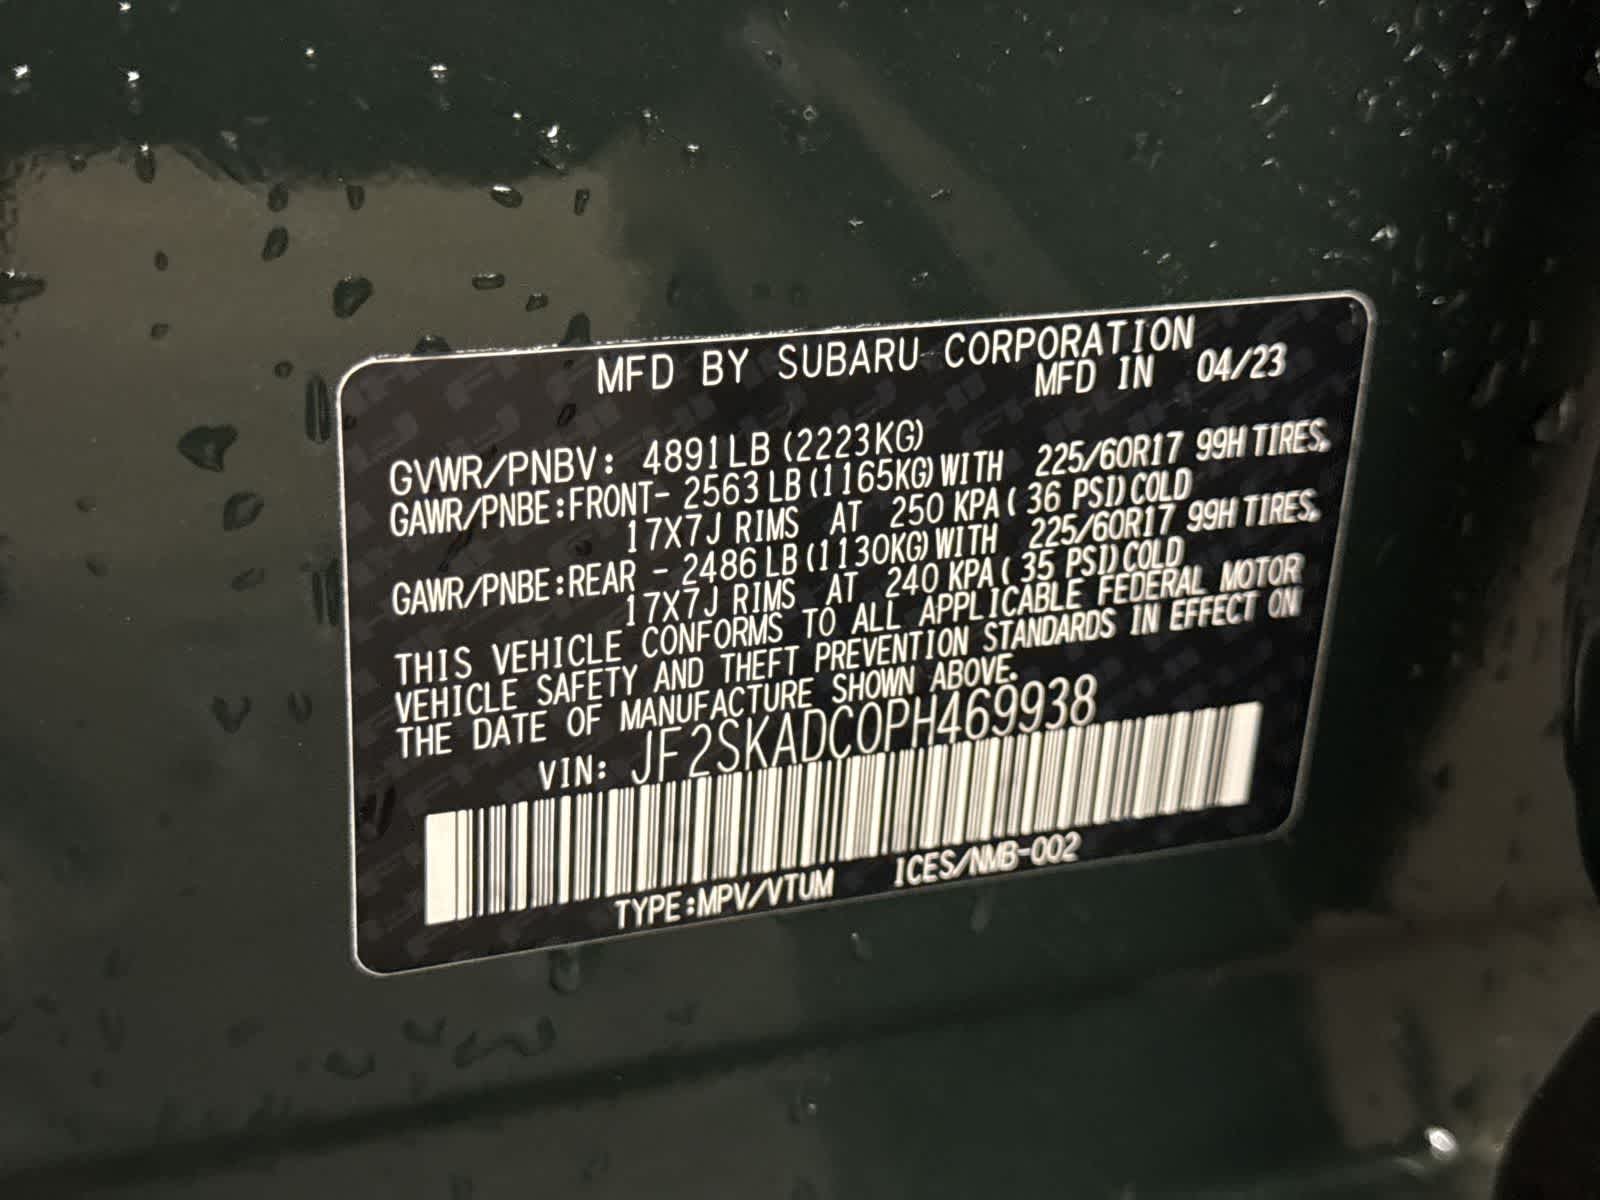 MFD BY SUBARU CORPORATION
MFD IN 04/23
GVWR/PNBV: 4891LB (2223KG)
GAWR/PNBE:FRONT- 2563LB(1165KG)WITH 225/60R17 99H TIRES,
17X7J RIMS AT 250 KPA( 36 PSI)COLD
GAWR/PNBE:REAR - 2486LB(1130KG)WITH 225/60R17 99H TIRES,
17X7J RIMS AT 240 KPA( 35 PSI)COLD
THIS VEHICLE CONFORMS TO ALL APPLICABLE FEDERAL MOTOR
VEHICLE SAFETY AND THEFT PREVENTION STANDARDS IN EFFECT ON
THE DATE OF MANUFACTURE SHOWN ABOVE.
VIN: JF2SKADC0PH469938
TYPE:MPV/VTUM ICES/NMB-002